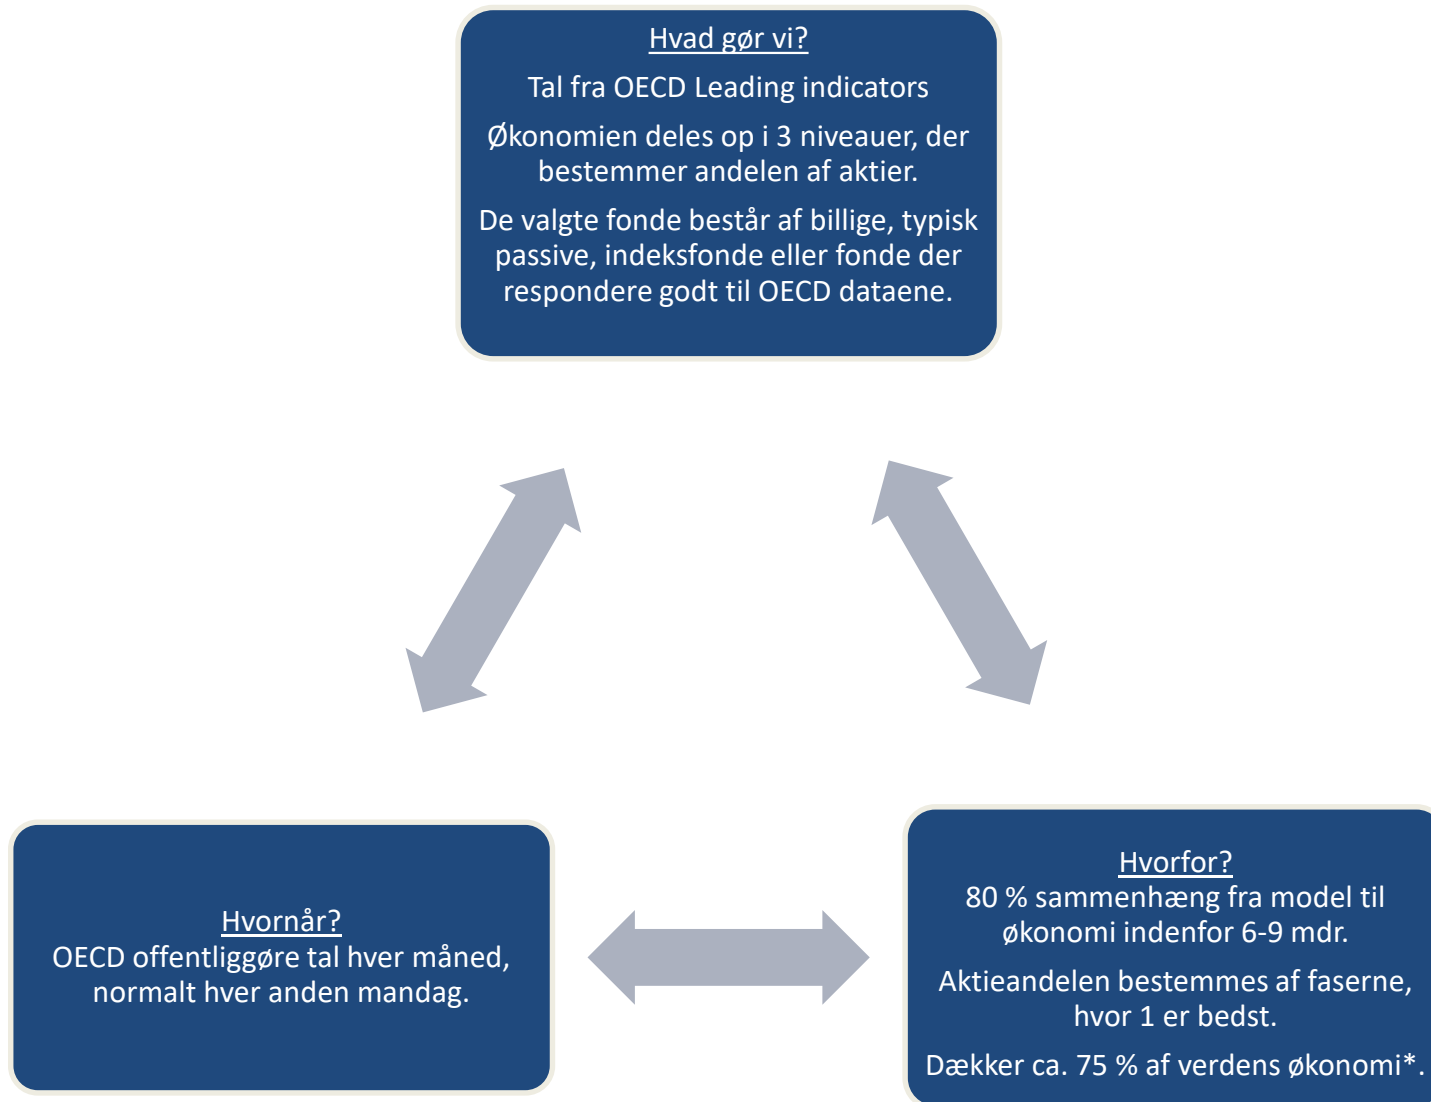 Hvad gør vi?
Tal fra OECD Leading indicators
Økonomien deles op i 3 niveauer, der
bestemmer andelen af aktier.
De valgte fonde består af billige, typisk
passive, indeksfonde eller fonde der
respondere godt til OECD dataene.
Hvornår?
OECD offentliggøre tal hver måned,
normalt hver anden mandag.
Hvorfor?
80 % sammenhæng fra model til
økonomi indenfor 6-9 mdr.
Aktieandelen bestemmes af faserne,
hvor 1 er bedst.
Dækker ca. 75 % af verdens økonomi*.